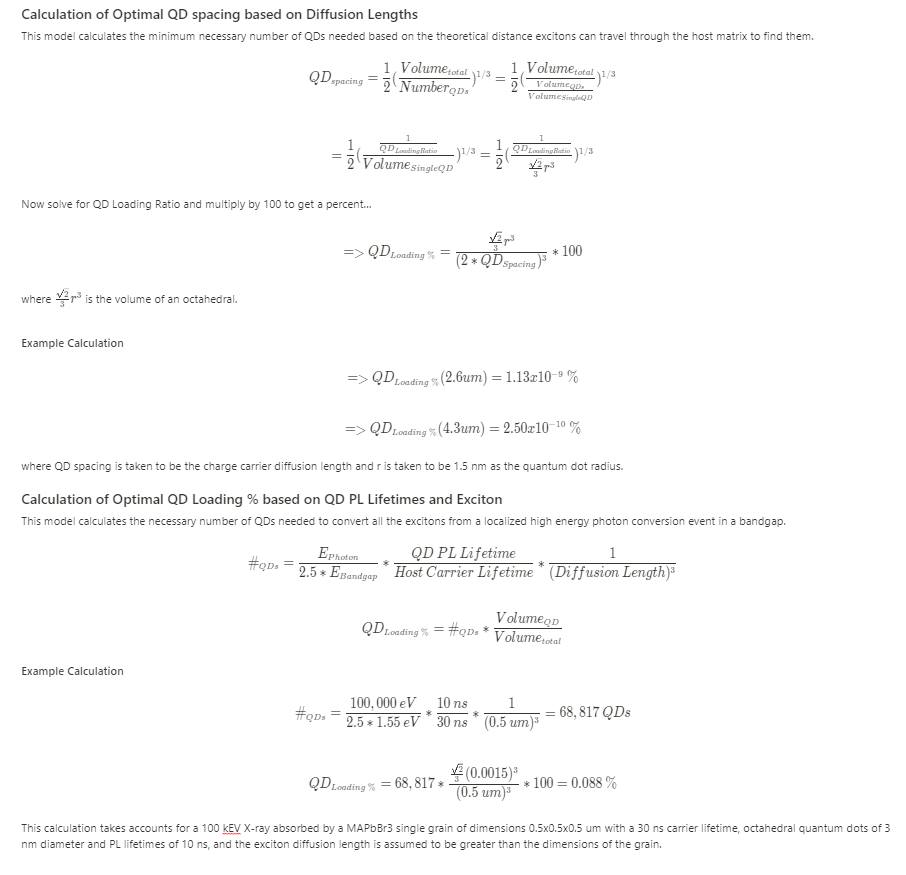 Calculation of Optimal QD spacing based on Diffusion Lengths
This model calculates the minimum necessary number of QDs needed based on the theoretical distance excitons can travel through the host matrix to find them.
QD_{spacing} = \frac{1}{2}(\frac{Volume_{total}}{Number_{QDs}})^{1/3} = \frac{1}{2}(\frac{Volume_{total}}{\frac{Volume_{QDs}}{Volume_{SingleQD}}})^{1/3}
= \frac{1}{2}(\frac{\frac{1}{QD_{LoadingRatio}}}{Volume_{SingleQD}})^{1/3} = \frac{1}{2}(\frac{\frac{1}{QD_{LoadingRatio}}}{\frac{\sqrt{2}}{3}r^3})^{1/3}
Now solve for QD Loading Ratio and multiply by 100 to get a percent...
=> QD_{Loading %} = \frac{\frac{\sqrt{2}}{3}r^3}{(2 * QD_{Spacing})^3} * 100
where \frac{\sqrt{2}}{3}r^3 is the volume of an octahedral.
Example Calculation
=> QD_{Loading %}(2.6um) = 1.13x10^{-9} %
=> QD_{Loading %}(4.3um) = 2.50x10^{-10} %
where QD spacing is taken to be the charge carrier diffusion length and r is taken to be 1.5 nm as the quantum dot radius.
Calculation of Optimal QD Loading % based on QD PL Lifetimes and Exciton
This model calculates the necessary number of QDs needed to convert all the excitons from a localized high energy photon conversion event in a bandgap.
#_{QDs} = \frac{E_{Photon}}{2.5 * E_{Bandgap}} * \frac{QD PL Lifetime}{Host Carrier Lifetime} * \frac{1}{(Diffusion Length)^3}
QD_{Loading %} = #_{QDs} * \frac{Volume_{QD}}{Volume_{total}}
Example Calculation
#_{QDs} = \frac{100,000 eV}{2.5 * 1.55 eV} * \frac{10 ns}{30 ns} * \frac{1}{(0.5 um)^3} = 68,817 QDs
QD_{Loading %} = 68,817 * \frac{\frac{\sqrt{2}}{3}(0.0015)^3}{(0.5 um)^3} * 100 = 0.088 %
This calculation takes accounts for a 100 kEV X-ray absorbed by a MAPbBr3 single grain of dimensions 0.5x0.5x0.5 um with a 30 ns carrier lifetime, octahedral quantum dots of 3
nm diameter and PL lifetimes of 10 ns, and the exciton diffusion length is assumed to be greater than the dimensions of the grain.